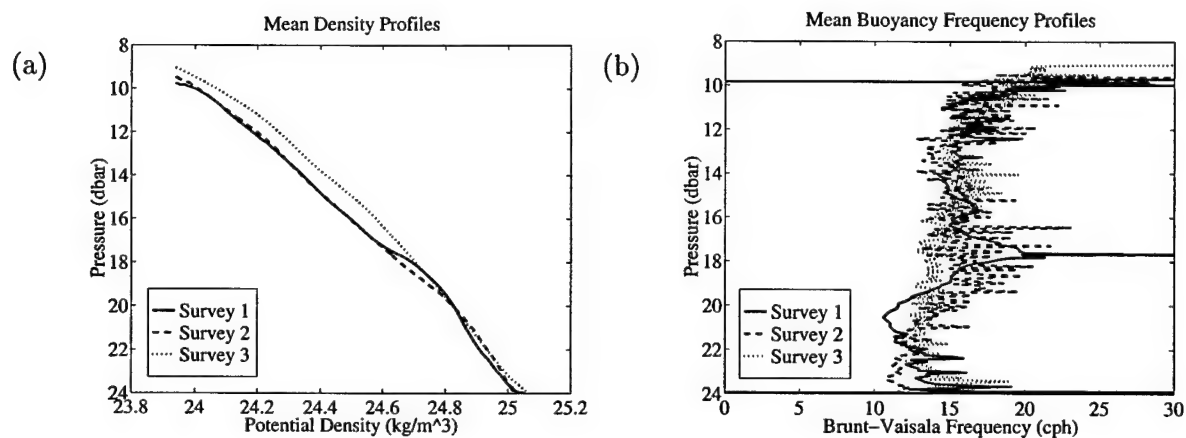 (a)
Mean Density Profiles
8
10
12
14
16
18
20
22
24
Pressure (dbar)
Survey 1
Survey 2
Survey 3
23.8 24 24.2 24.4 24.6 24.8 25 25.2
Potential Density (kg/m^3)
(b)
Mean Buoyancy Frequency Profiles
8
10
12
14
16
18
20
22
24
Pressure (dbar)
Survey 1
Survey 2
Survey 3
0 5 10 15 20 25 30
Brunt-Vaisala Frequency (cph)